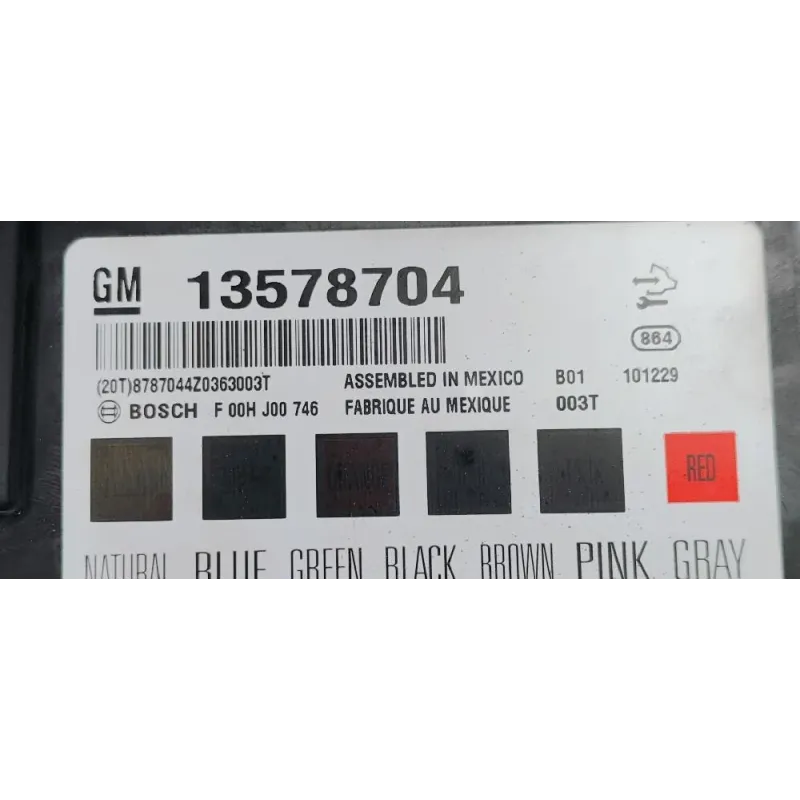 GM 13578704
864
(20T)8787044Z0363003T ASSEMBLED IN MEXICO B01 101229
BOSCH F 00H J00 746 FABRIQUE AU MEXIQUE 003T
RED
NATURAL BLUE GREEN BLACK BROWN PINK GRAY